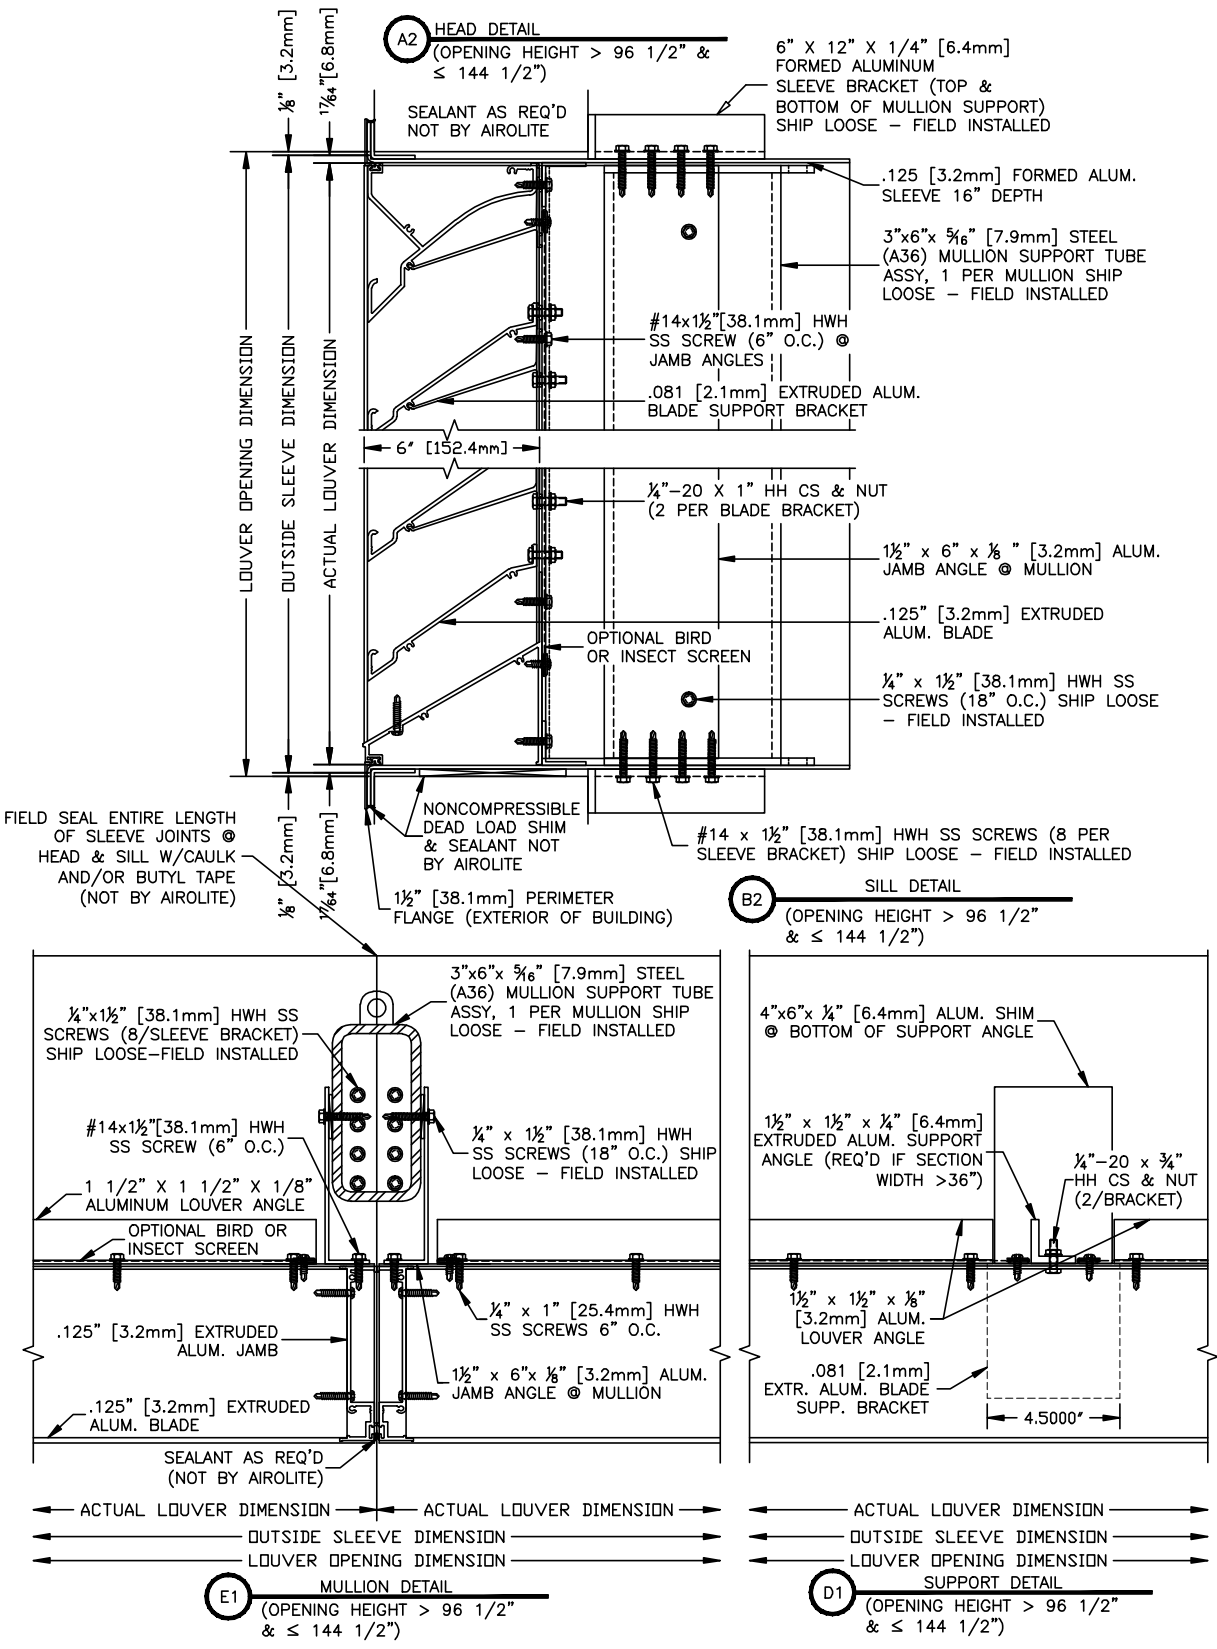 A2
HEAD DETAIL
(OPENING HEIGHT > 96 1/2" &
≤ 144 1/2")
⅛" [3.2mm]
17⁄64"[6.8mm]
SEALANT AS REQ'D
NOT BY AIROLITE
6" X 12" X 1/4" [6.4mm]
FORMED ALUMINUM
SLEEVE BRACKET (TOP &
BOTTOM OF MULLION SUPPORT)
SHIP LOOSE – FIELD INSTALLED
.125 [3.2mm] FORMED ALUM.
SLEEVE 16" DEPTH
3"x6"x 5⁄16" [7.9mm] STEEL
(A36) MULLION SUPPORT TUBE
ASSY, 1 PER MULLION SHIP
LOOSE – FIELD INSTALLED
#14x1½"[38.1mm] HWH
SS SCREW (6" O.C.) @
JAMB ANGLES
.081 [2.1mm] EXTRUDED ALUM.
BLADE SUPPORT BRACKET
LOUVER OPENING DIMENSION
OUTSIDE SLEEVE DIMENSION
ACTUAL LOUVER DIMENSION
6" [152.4mm]
¼"–20 X 1" HH CS & NUT
(2 PER BLADE BRACKET)
1½" x 6" x ⅛ " [3.2mm] ALUM.
JAMB ANGLE @ MULLION
.125" [3.2mm] EXTRUDED
ALUM. BLADE
OPTIONAL BIRD
OR INSECT SCREEN
¼" x 1½" [38.1mm] HWH SS
SCREWS (18" O.C.) SHIP LOOSE
– FIELD INSTALLED
FIELD SEAL ENTIRE LENGTH
OF SLEEVE JOINTS @
HEAD & SILL W/CAULK
AND/OR BUTYL TAPE
(NOT BY AIROLITE)
⅛" [3.2mm]
17⁄64"[6.8mm]
NONCOMPRESSIBLE
DEAD LOAD SHIM
& SEALANT NOT
BY AIROLITE
#14 x 1½" [38.1mm] HWH SS SCREWS (8 PER
SLEEVE BRACKET) SHIP LOOSE – FIELD INSTALLED
1½" [38.1mm] PERIMETER
FLANGE (EXTERIOR OF BUILDING)
B2
SILL DETAIL
(OPENING HEIGHT > 96 1/2"
& ≤ 144 1/2")
3"x6"x 5⁄16" [7.9mm] STEEL
(A36) MULLION SUPPORT TUBE
ASSY, 1 PER MULLION SHIP
LOOSE – FIELD INSTALLED
¼"x1½" [38.1mm] HWH SS
SCREWS (8/SLEEVE BRACKET)
SHIP LOOSE–FIELD INSTALLED
#14x1½"[38.1mm] HWH
SS SCREW (6" O.C.)
¼" x 1½" [38.1mm] HWH
SS SCREWS (18" O.C.) SHIP
LOOSE – FIELD INSTALLED
1 1/2" X 1 1/2" X 1/8"
ALUMINUM LOUVER ANGLE
OPTIONAL BIRD OR
INSECT SCREEN
¼" x 1" [25.4mm] HWH
SS SCREWS 6" O.C.
.125" [3.2mm] EXTRUDED
ALUM. JAMB
1½" x 6"x ⅛" [3.2mm] ALUM.
JAMB ANGLE @ MULLION
.125" [3.2mm] EXTRUDED
ALUM. BLADE
SEALANT AS REQ'D
(NOT BY AIROLITE)
ACTUAL LOUVER DIMENSION
ACTUAL LOUVER DIMENSION
OUTSIDE SLEEVE DIMENSION
LOUVER OPENING DIMENSION
E1
MULLION DETAIL
(OPENING HEIGHT > 96 1/2"
& ≤ 144 1/2")
4"x6"x ¼" [6.4mm] ALUM. SHIM
@ BOTTOM OF SUPPORT ANGLE
1½" x 1½" x ¼" [6.4mm]
EXTRUDED ALUM. SUPPORT
ANGLE (REQ'D IF SECTION
WIDTH >36")
¼"–20 x ¾"
HH CS & NUT
(2/BRACKET)
1½" x 1½" x ⅛"
[3.2mm] ALUM.
LOUVER ANGLE
.081 [2.1mm]
EXTR. ALUM. BLADE
SUPP. BRACKET
4.5000"
ACTUAL LOUVER DIMENSION
OUTSIDE SLEEVE DIMENSION
LOUVER OPENING DIMENSION
D1
SUPPORT DETAIL
(OPENING HEIGHT > 96 1/2"
& ≤ 144 1/2")